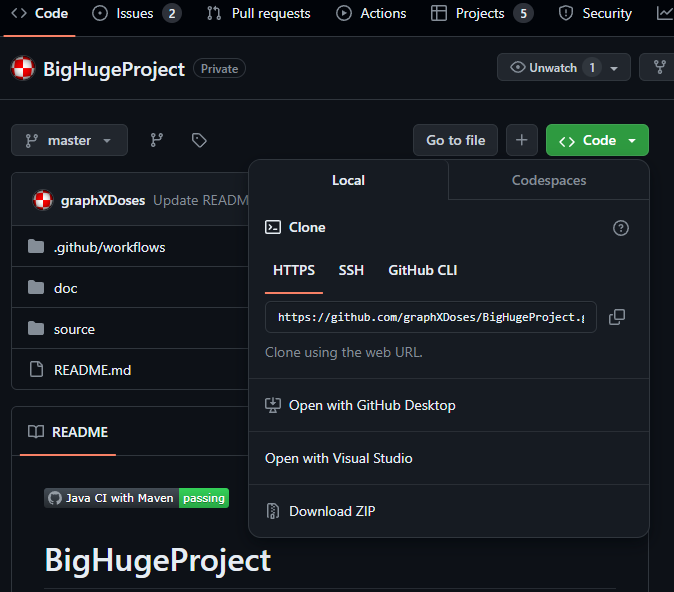 Code Issues 2 Pull requests Actions Projects 5 Security
BigHugeProject Private Unwatch 1
master Go to file Code
Local Codespaces
graphXDoses Update READM
Clone
.github/workflows
HTTPS SSH GitHub CLI
doc
https://github.com/graphXDoses/BigHugeProject.g
source
Clone using the web URL.
README.md
Open with GitHub Desktop
README
Open with Visual Studio
Java CI with Maven passing
Download ZIP
BigHugeProject